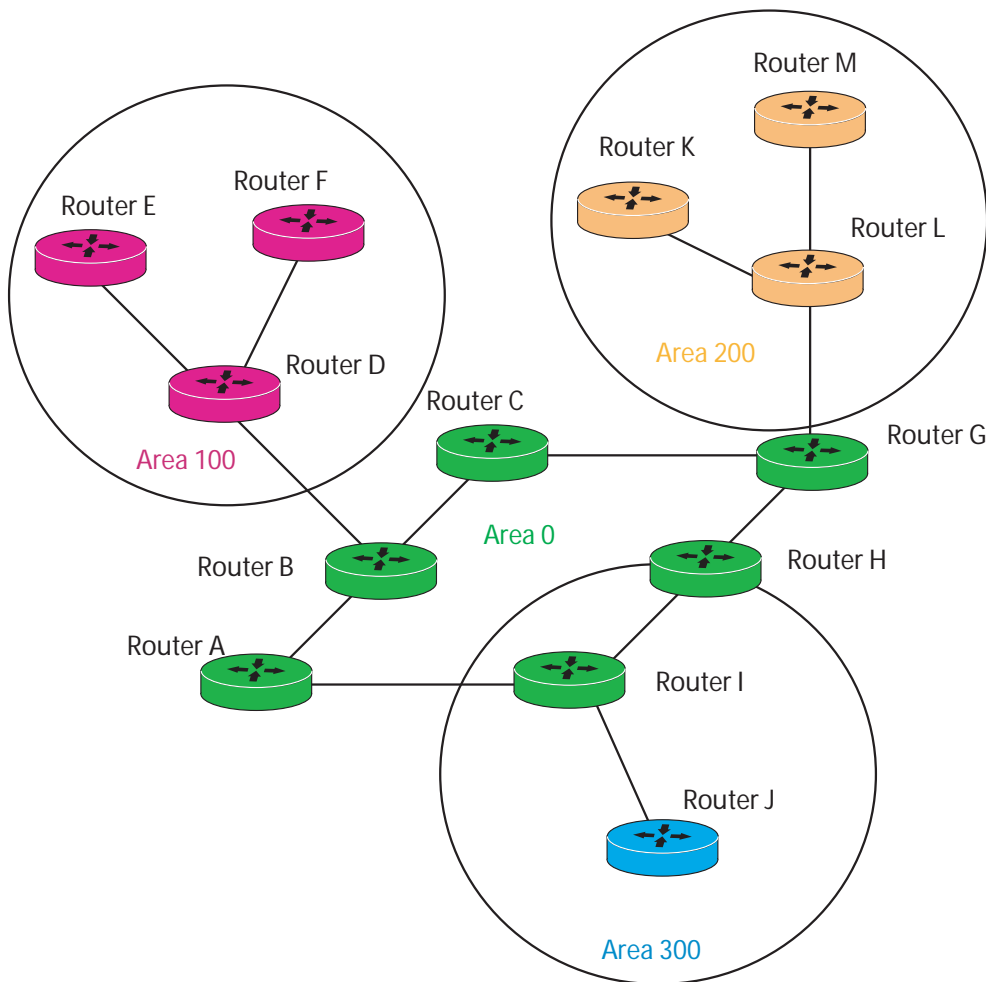 Router M
Router K
Router F
Router E
Router L
Area 200
Router D
Router C
Router G
Area 100
Area 0
Router B
Router H
Router A
Router I
Router J
Area 300